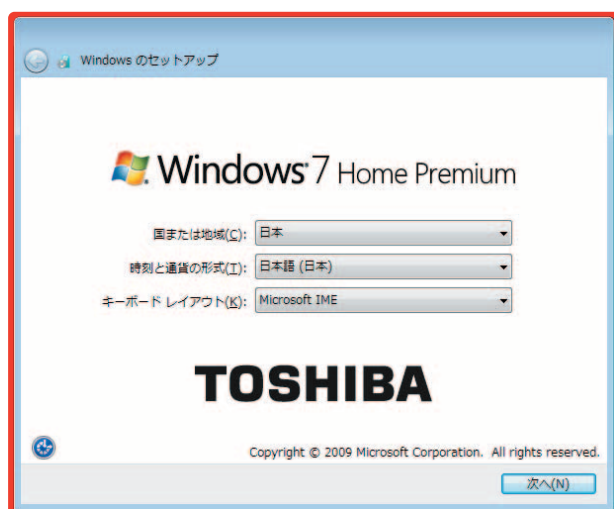 Windows のセットアップ
Windows 7 Home Premium
国または地域(C): 日本
時刻と通貨の形式(T): 日本語 (日本)
キーボード レイアウト(K): Microsoft IME
TOSHIBA
Copyright © 2009 Microsoft Corporation. All rights reserved.
次へ(N)